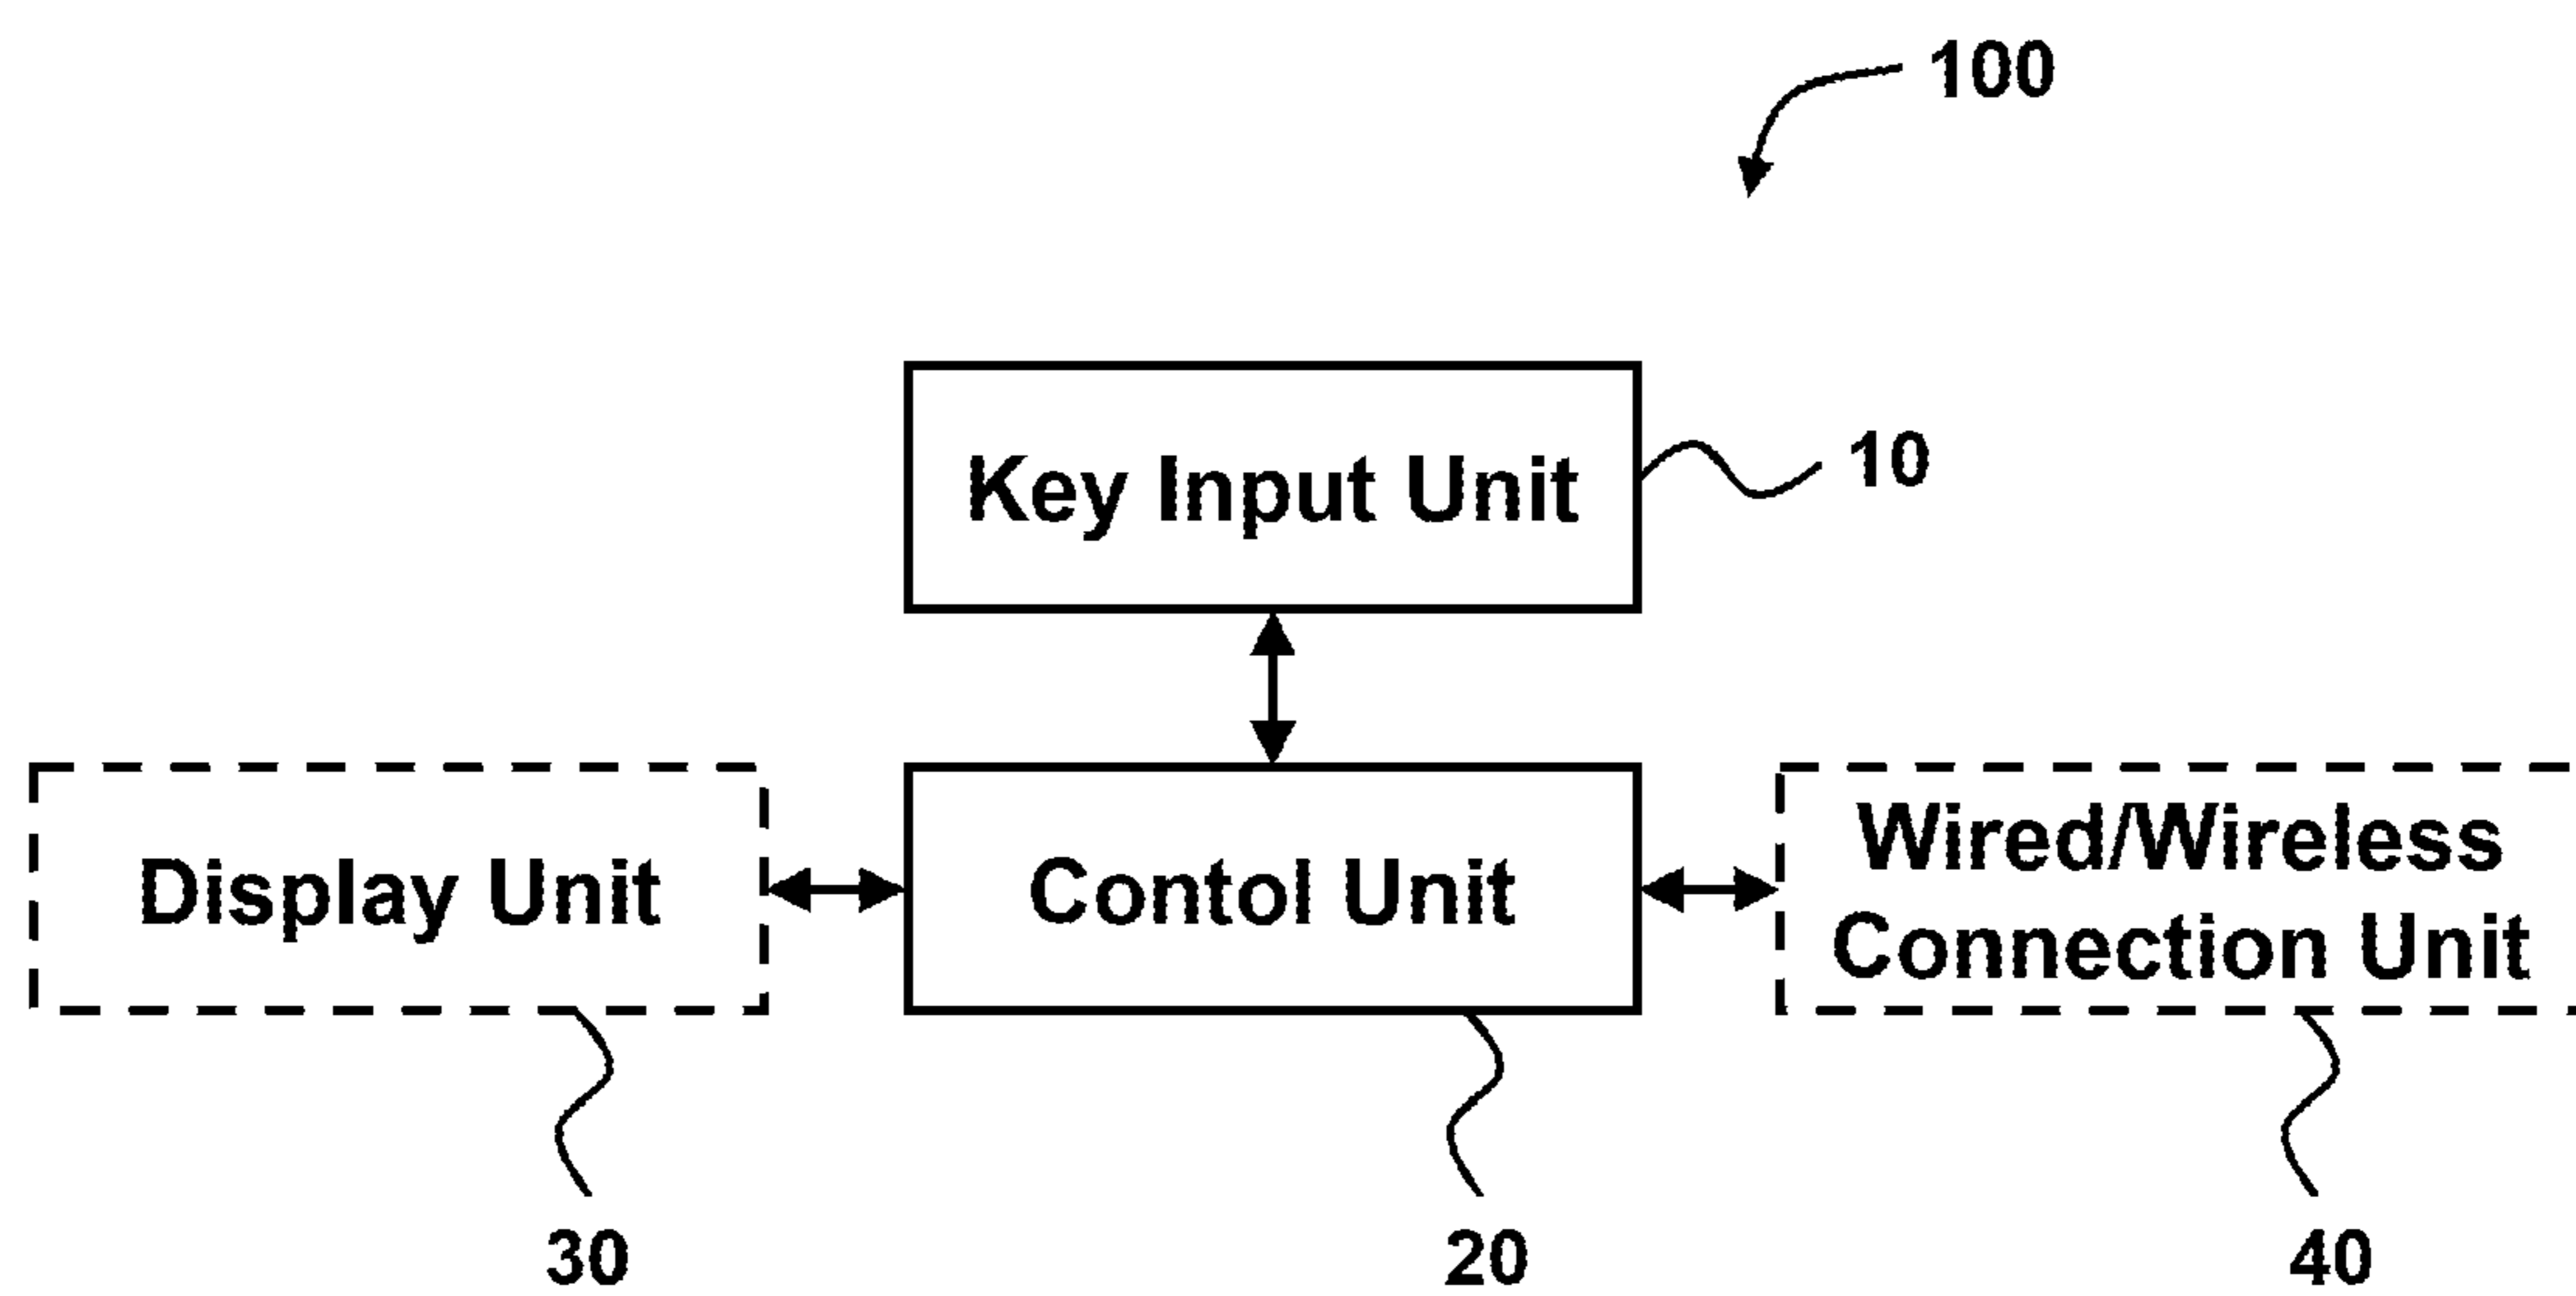 100
Key Input Unit
10
Display Unit
Contol Unit
Wired/Wireless
Connection Unit
30
20
40